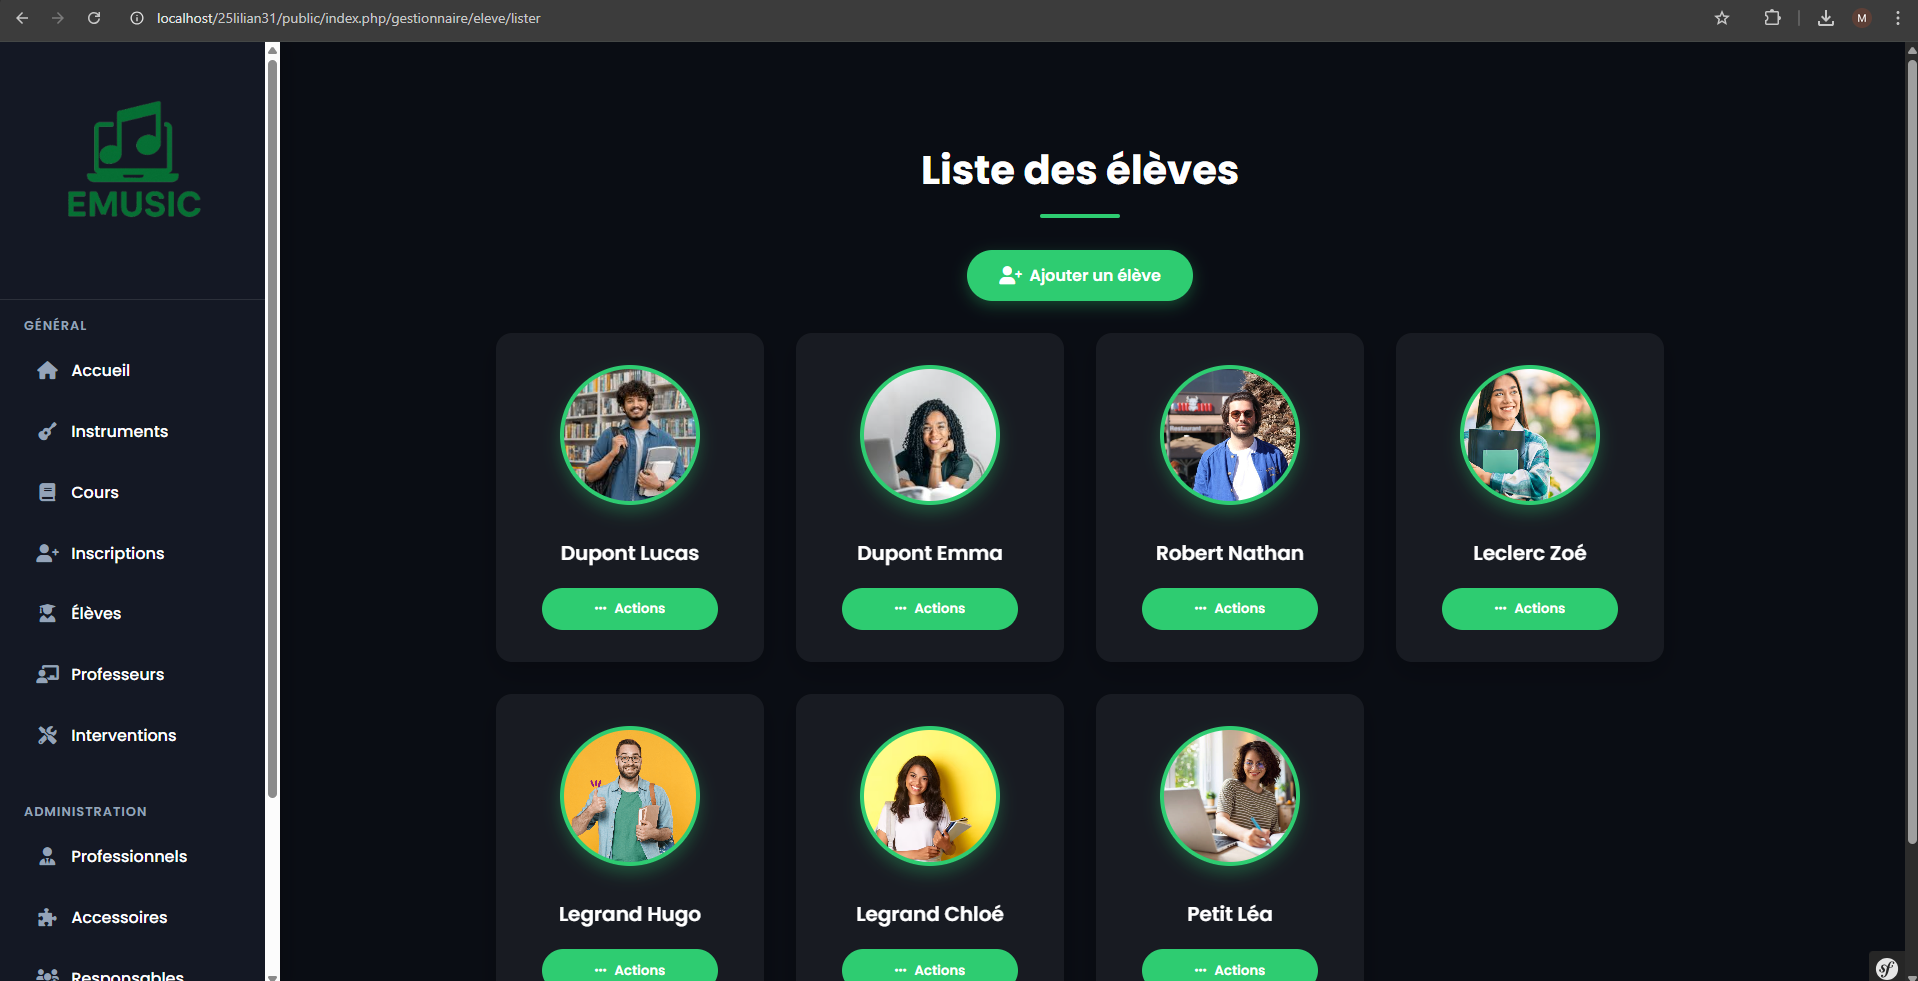 localhost/25lilian31/public/index.php/gestionnaire/eleve/lister
M
EMUSIC
GÉNÉRAL
Accueil
Instruments
Cours
Inscriptions
Élèves
Professeurs
Interventions
ADMINISTRATION
Professionnels
Accessoires
Responsables
Liste des élèves
Ajouter un élève
Dupont Lucas
Dupont Emma
Robert Nathan
Leclerc Zoé
Actions
Actions
Actions
Actions
Legrand Hugo
Legrand Chloé
Petit Léa
Actions
Actions
Actions
sf